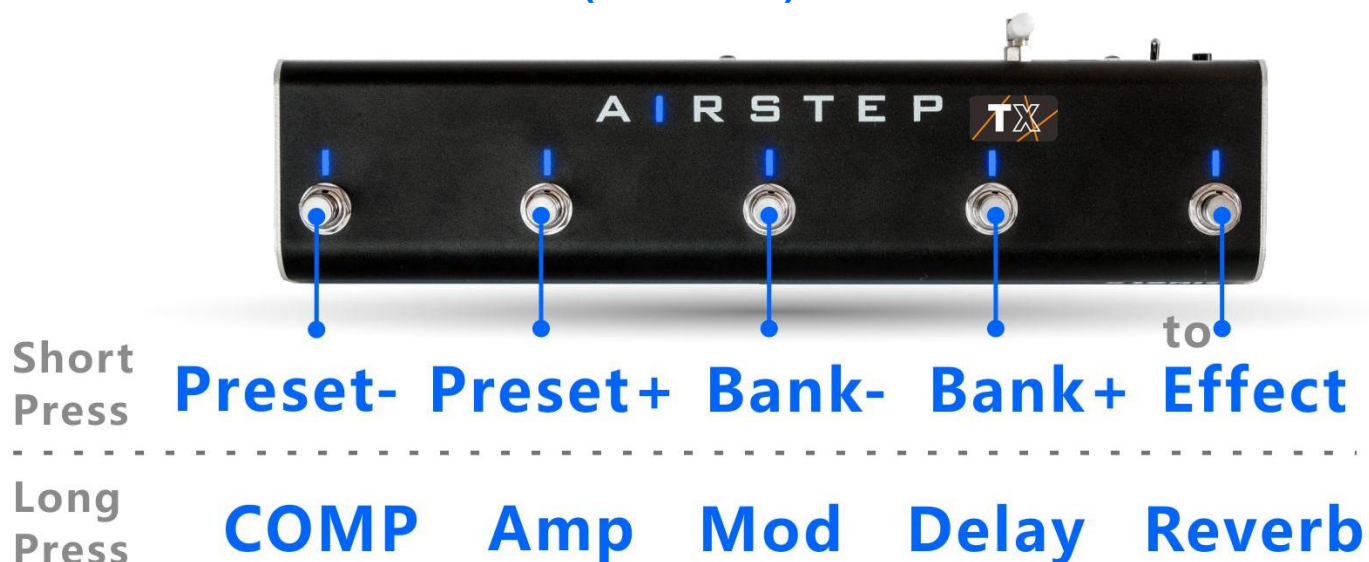 AIRSTEP TX
to
Short Press
Preset- Preset+ Bank- Bank+ Effect
Long Press
COMP Amp Mod Delay Reverb